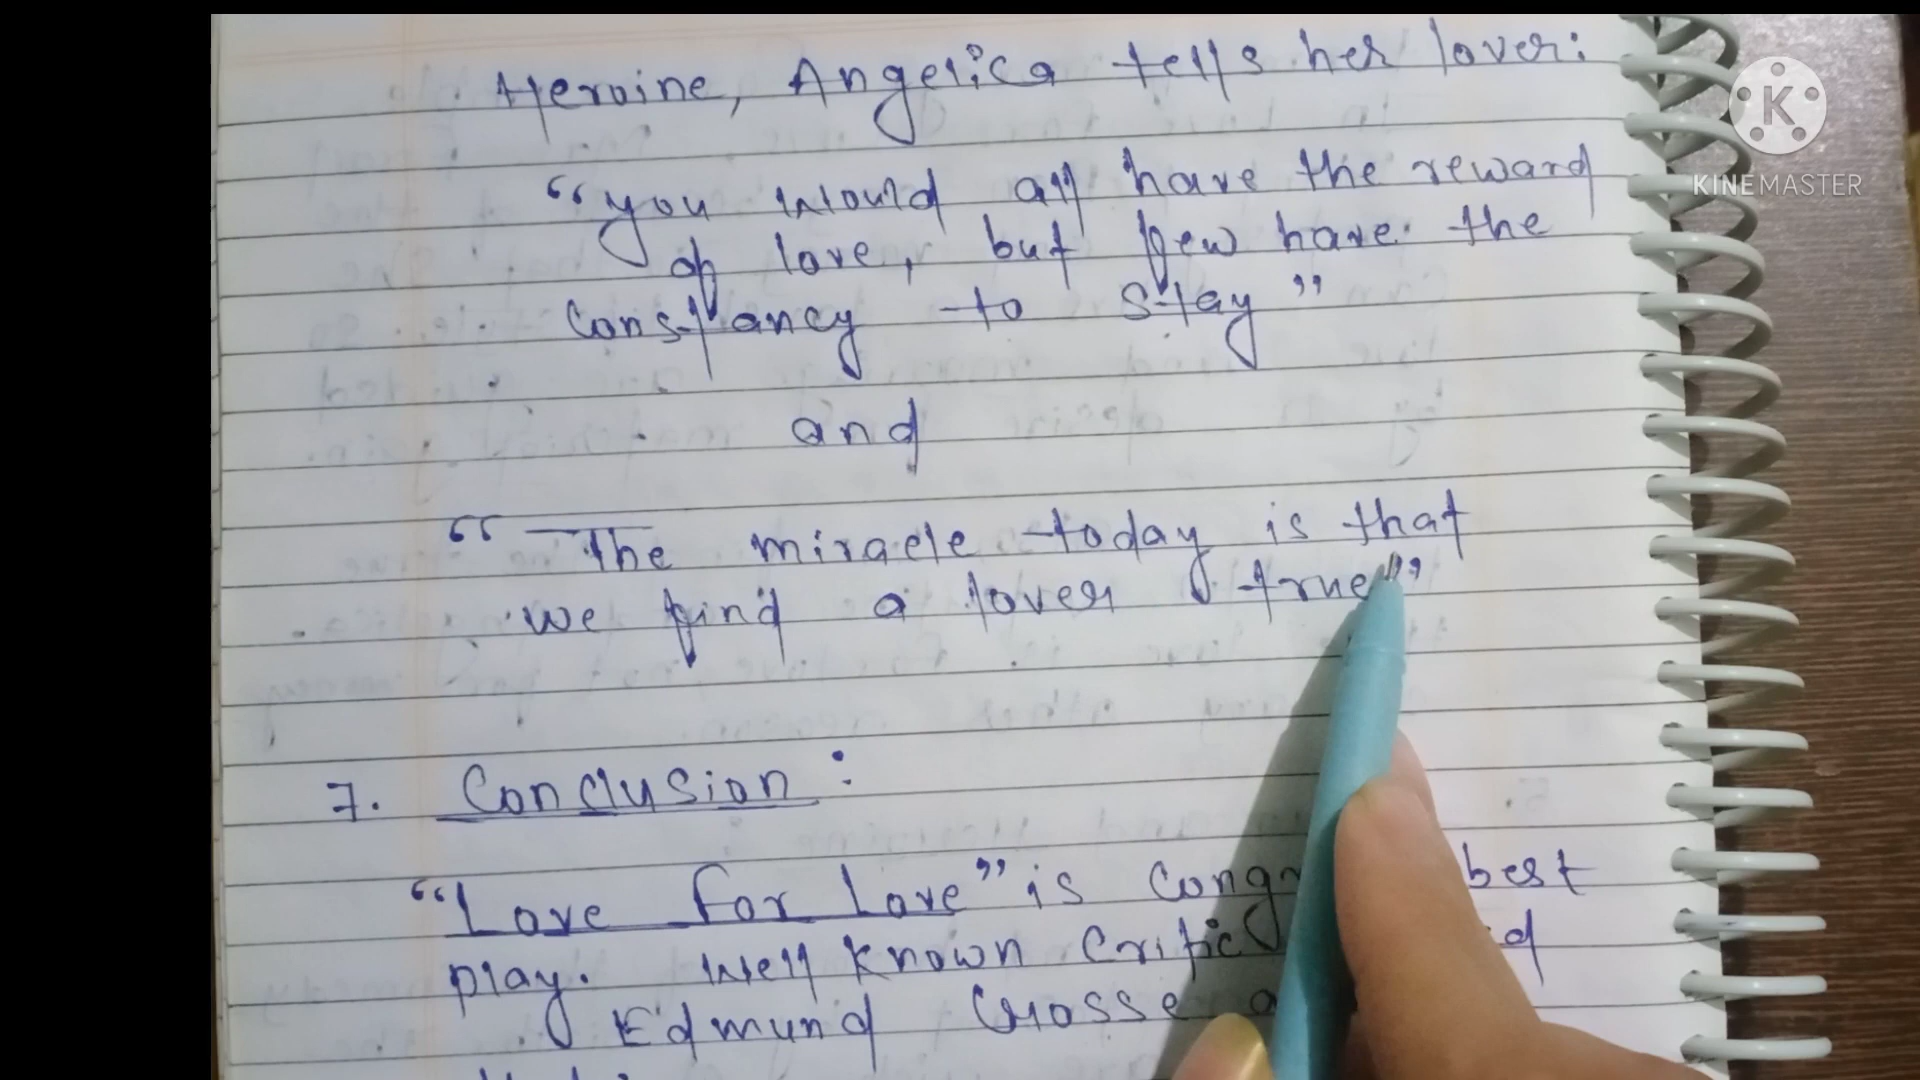 Heroine, Angelica tells her lover:
"you would all have the reward
of love, but few have the
constancy to stay"
and
"— The miracle today is that
we find a lover true"
7. Conclusion:
"Love For Love" is best
play. Well known critic
Edmund Gosse
KINEMASTER